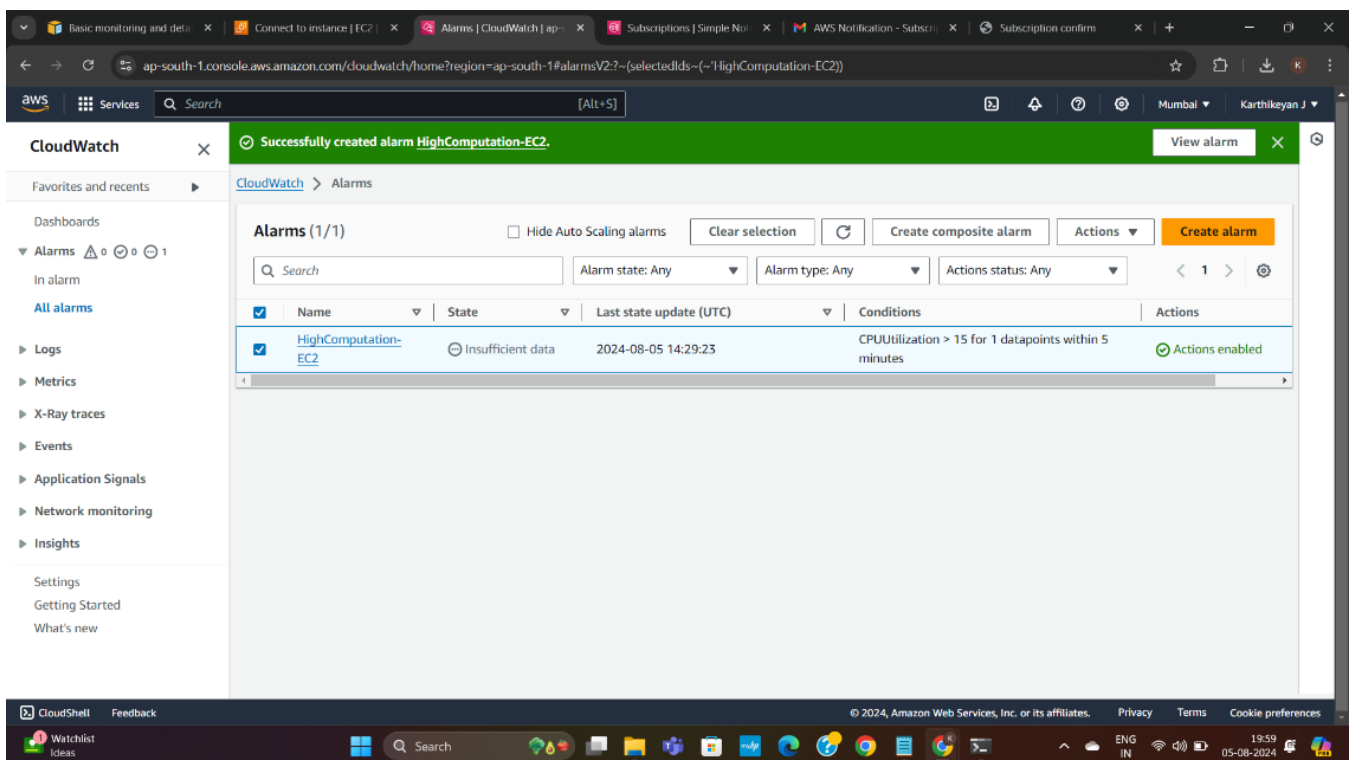 Basic monitoring and deta
Connect to instance | EC2 |
Alarms | CloudWatch | ap-s
Subscriptions | Simple Noti
AWS Notification - Subscrip
Subscription confirm
ap-south-1.console.aws.amazon.com/cloudwatch/home?region=ap-south-1#alarmsV2:?~(selectedIds~(~'HighComputation-EC2))
K
aws
Services
Search
[Alt+S]
Mumbai
Karthikeyan J
CloudWatch
Successfully created alarm HighComputation-EC2.
View alarm
Favorites and recents
CloudWatch > Alarms
Dashboards
Alarms 0 0 1
In alarm
All alarms
Logs
Metrics
X-Ray traces
Events
Application Signals
Network monitoring
Insights
Settings
Getting Started
What's new
Alarms (1/1)
Hide Auto Scaling alarms
Clear selection
Create composite alarm
Actions
Create alarm
Search
Alarm state: Any
Alarm type: Any
Actions status: Any
1
Name
State
Last state update (UTC)
Conditions
Actions
HighComputation-
EC2
Insufficient data
2024-08-05 14:29:23
CPUUtilization > 15 for 1 datapoints within 5
minutes
Actions enabled
CloudShell
Feedback
© 2024, Amazon Web Services, Inc. or its affiliates.
Privacy
Terms
Cookie preferences
1
Watchlist
Ideas
Search
ENG
IN
19:59
05-08-2024